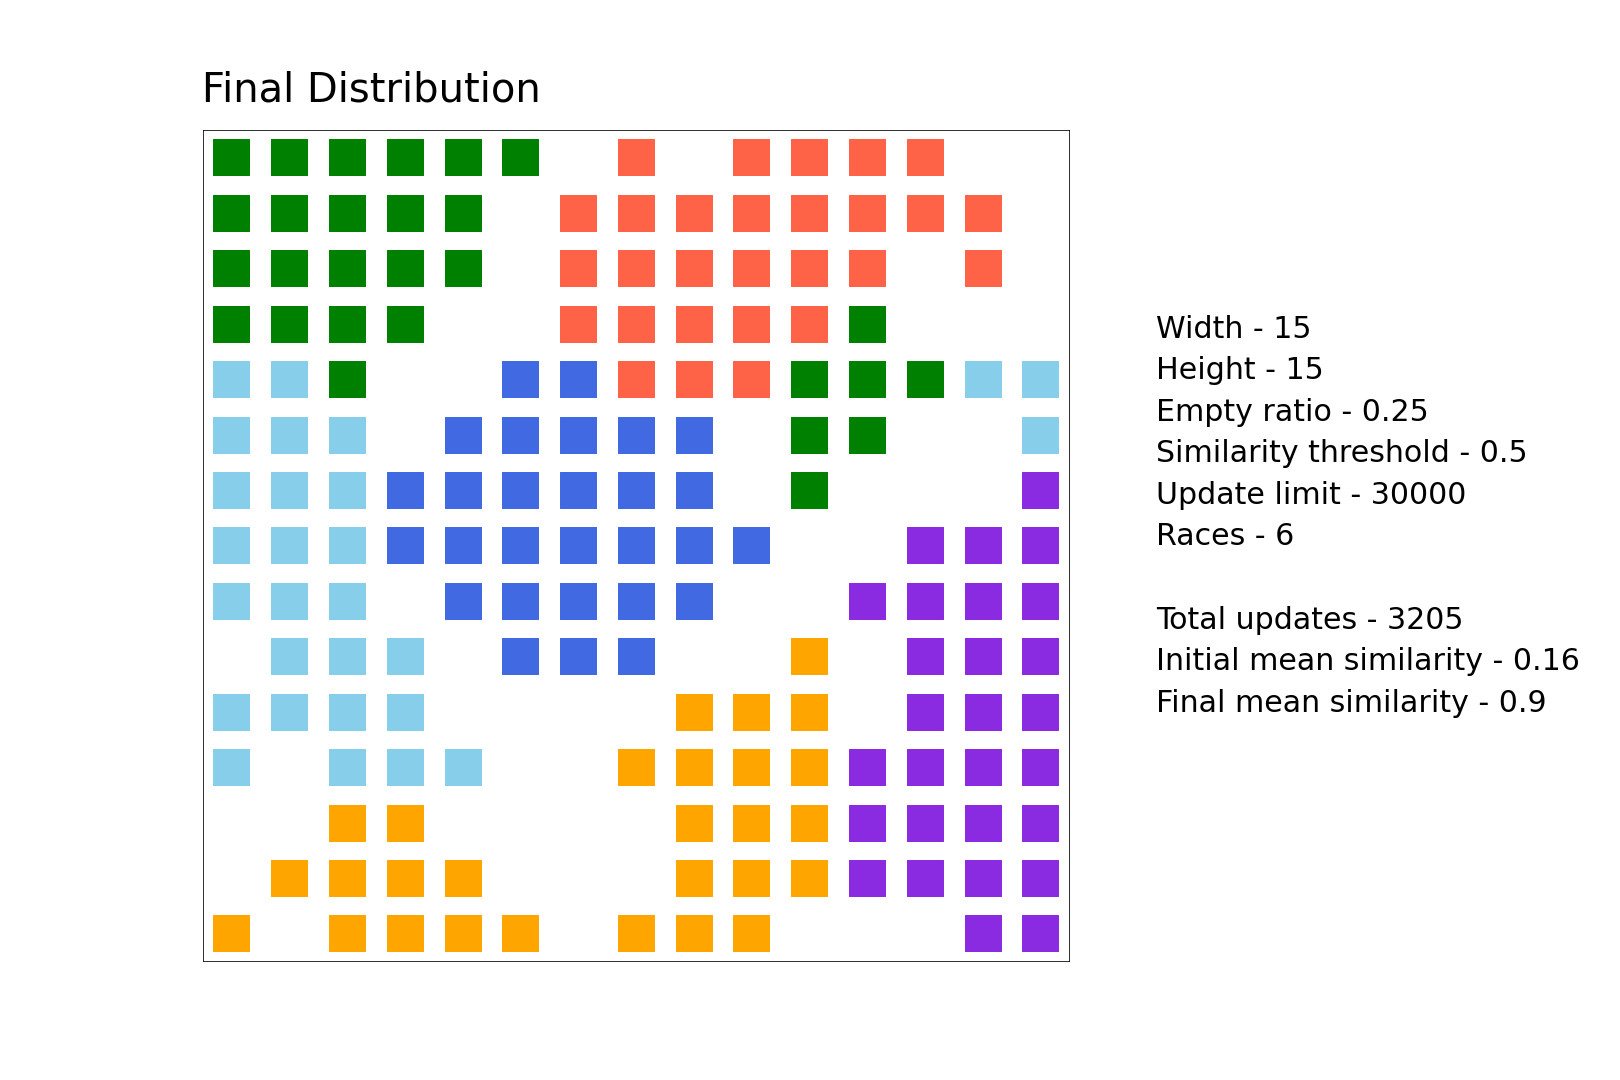 Final Distribution
Width - 15
Height - 15
Empty ratio - 0.25
Similarity threshold - 0.5
Update limit - 30000
Races - 6
Total updates - 3205
Initial mean similarity - 0.16
Final mean similarity - 0.9